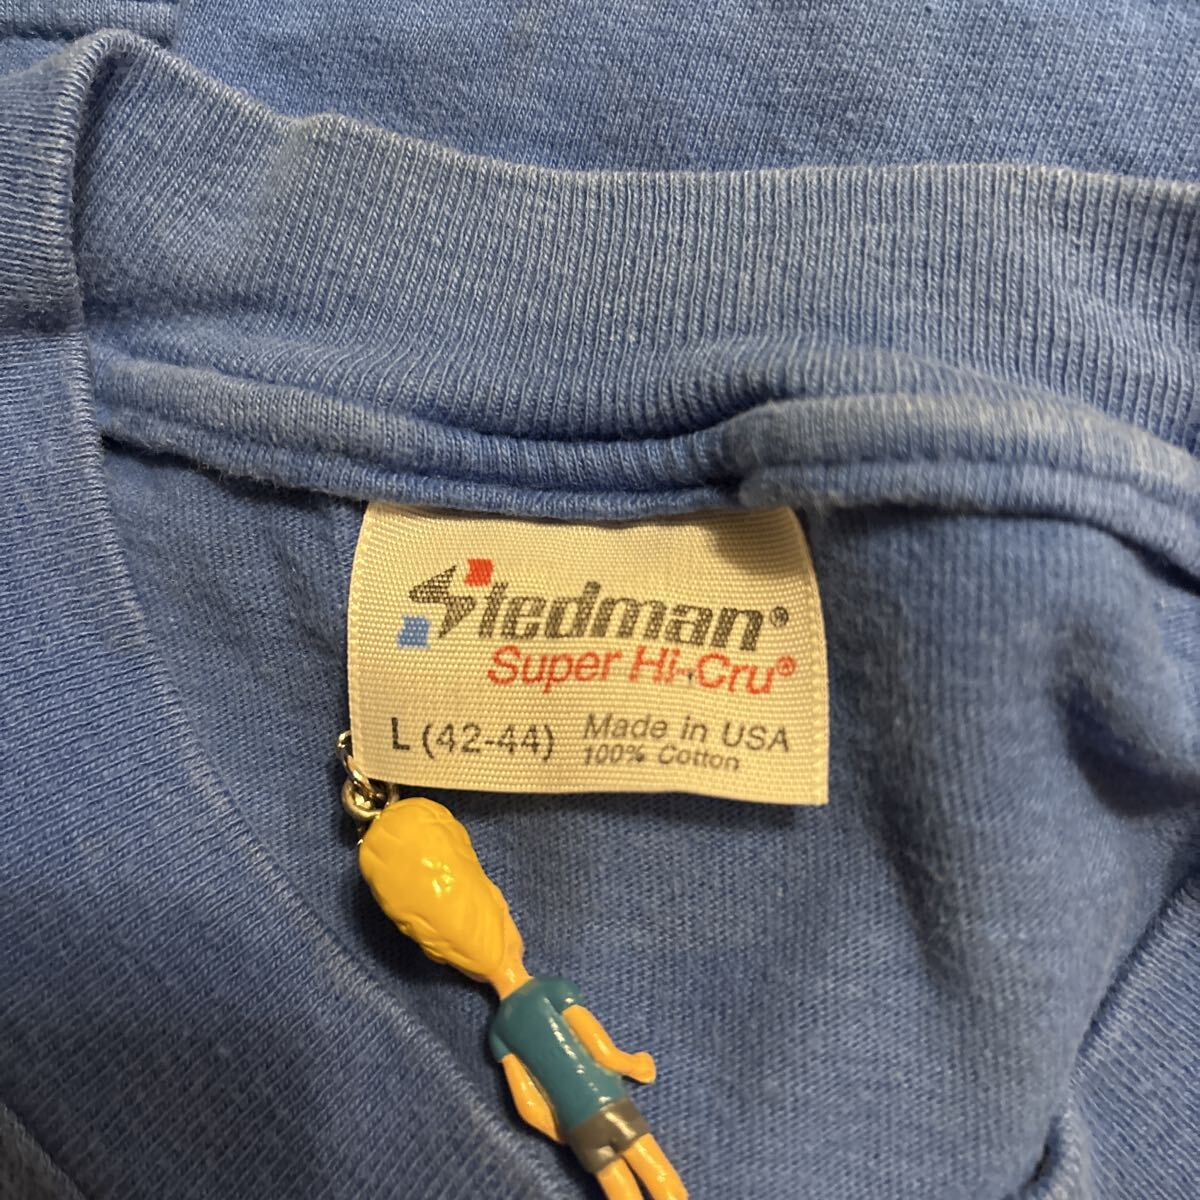 Stedman®
Super Hi-Cru®
L (42-44) Made in USA
100% Cotton